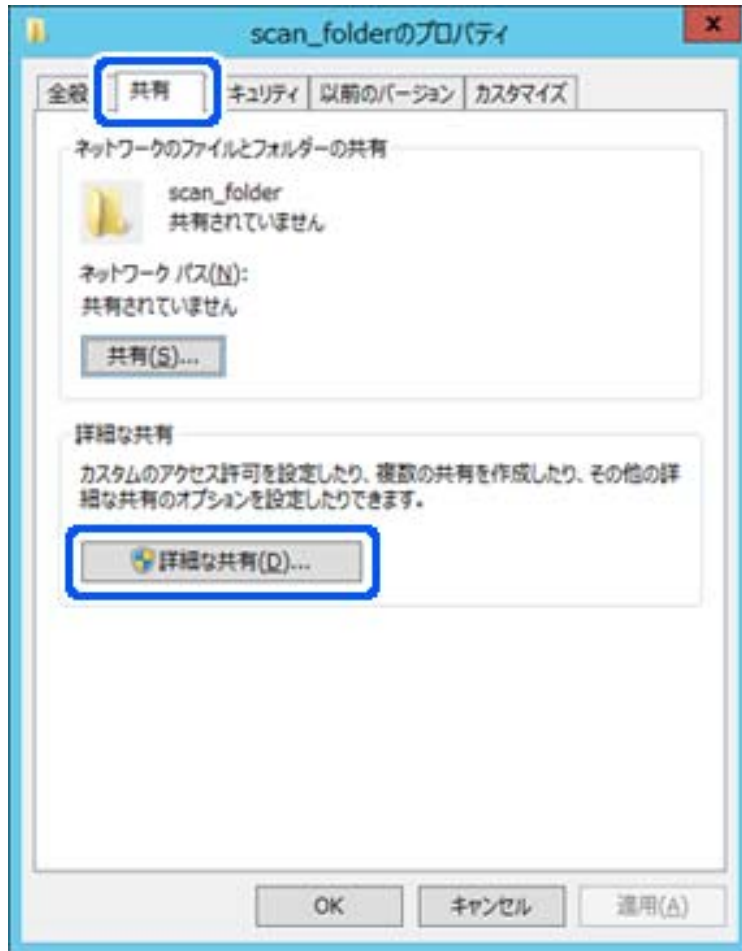 scan_folderのプロパティ
全般 共有 キュリティ 以前のバージョン カスタマイズ
ネットワークのファイルとフォルダーの共有
scan_folder
共有されていません
ネットワーク パス(N):
共有されていません
共有(S)...
詳細な共有
カスタムのアクセス許可を設定したり、複数の共有を作成したり、その他の詳
細な共有のオプションを設定したりできます。
詳細な共有(D)...
OK キャンセル 適用(A)